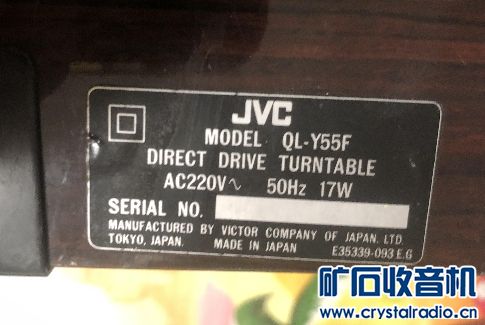 JVC
MODEL QL-Y55F
DIRECT DRIVE TURNTABLE
AC220V∿ 50Hz 17W
SERIAL NO.
MANUFACTURED BY VICTOR COMPANY OF JAPAN. LTD.
TOKYO, JAPAN. MADE IN JAPAN E35339-093 E.G
矿石收音机
www.crystalradio.cn